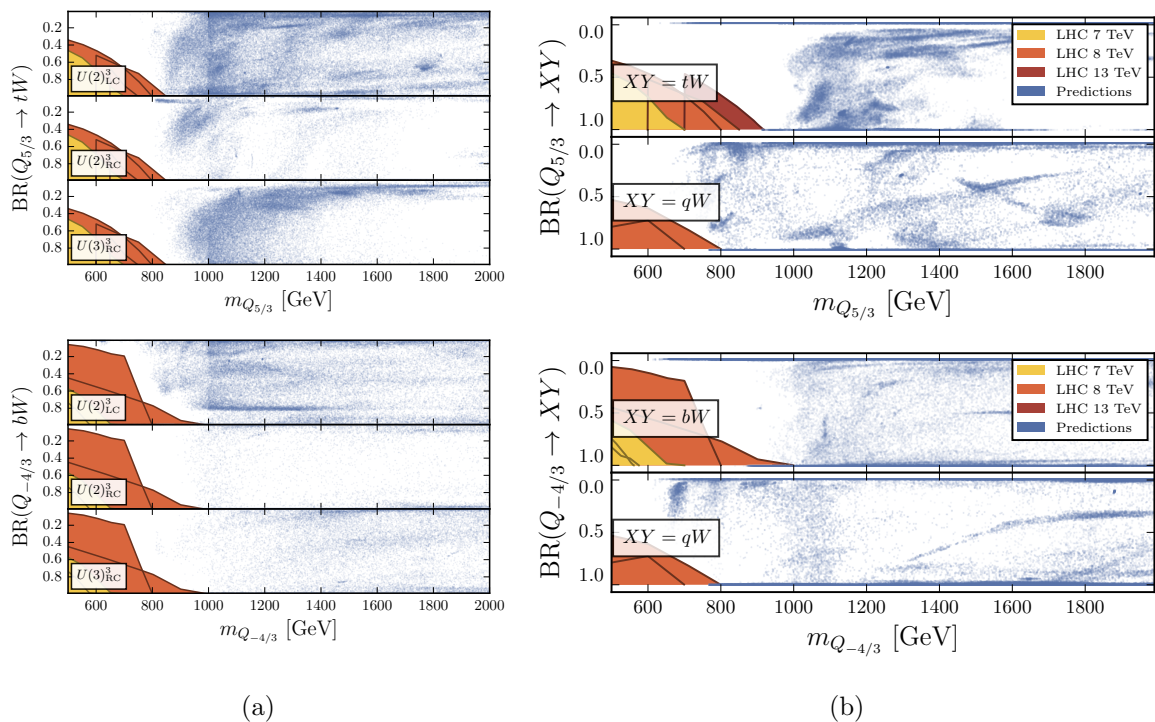 BR(Q5/3 → tW)
0.2
0.4
0.6
0.8
U(2)³LC
0.2
0.4
0.6
0.8
U(2)³RC
0.2
0.4
0.6
0.8
U(3)³RC
600 800 1000 1200 1400 1600 1800 2000
mQ5/3 [GeV]
BR(Q5/3 → XY)
0.0
0.5
1.0
XY = tW
LHC 7 TeV
LHC 8 TeV
LHC 13 TeV
Predictions
0.0
0.5
1.0
XY = qW
600 800 1000 1200 1400 1600 1800
mQ5/3 [GeV]
BR(Q−4/3 → bW)
0.2
0.4
0.6
0.8
U(2)³LC
0.2
0.4
0.6
0.8
U(2)³RC
0.2
0.4
0.6
0.8
U(3)³RC
600 800 1000 1200 1400 1600 1800 2000
mQ−4/3 [GeV]
BR(Q−4/3 → XY)
0.0
0.5
1.0
XY = bW
LHC 7 TeV
LHC 8 TeV
LHC 13 TeV
Predictions
0.0
0.5
1.0
XY = qW
600 800 1000 1200 1400 1600 1800
mQ−4/3 [GeV]
(a)
(b)